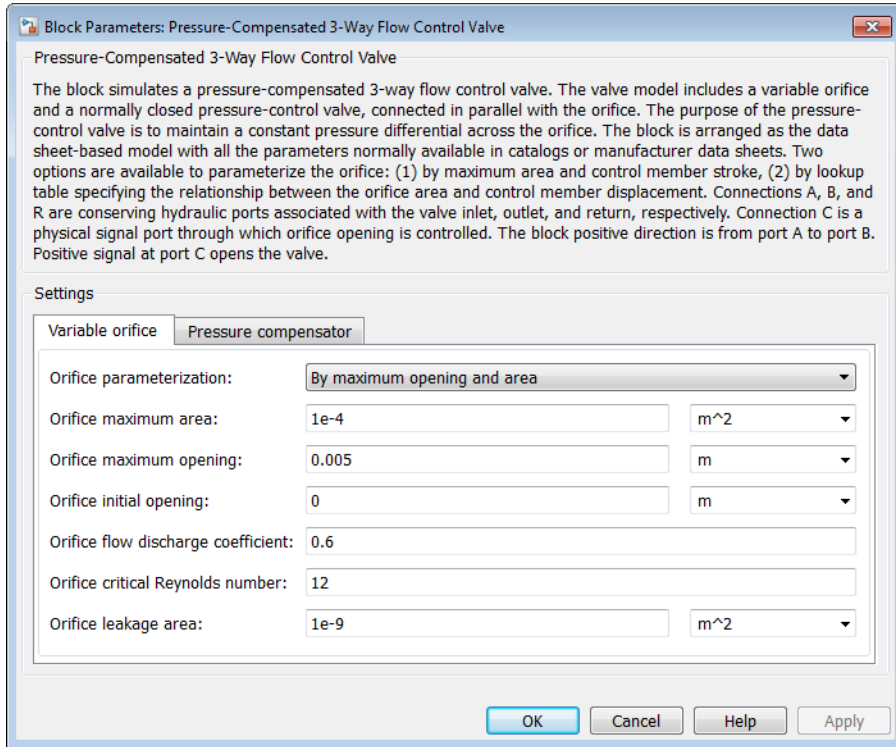 Block Parameters: Pressure-Compensated 3-Way Flow Control Valve
Pressure-Compensated 3-Way Flow Control Valve
The block simulates a pressure-compensated 3-way flow control valve. The valve model includes a variable orifice
and a normally closed pressure-control valve, connected in parallel with the orifice. The purpose of the pressure-
control valve is to maintain a constant pressure differential across the orifice. The block is arranged as the data
sheet-based model with all the parameters normally available in catalogs or manufacturer data sheets. Two
options are available to parameterize the orifice: (1) by maximum area and control member stroke, (2) by lookup
table specifying the relationship between the orifice area and control member displacement. Connections A, B, and
R are conserving hydraulic ports associated with the valve inlet, outlet, and return, respectively. Connection C is a
physical signal port through which orifice opening is controlled. The block positive direction is from port A to port B.
Positive signal at port C opens the valve.
Settings
Variable orifice Pressure compensator
Orifice parameterization: By maximum opening and area
Orifice maximum area: 1e-4 m^2
Orifice maximum opening: 0.005 m
Orifice initial opening: 0 m
Orifice flow discharge coefficient: 0.6
Orifice critical Reynolds number: 12
Orifice leakage area: 1e-9 m^2
OK Cancel Help Apply